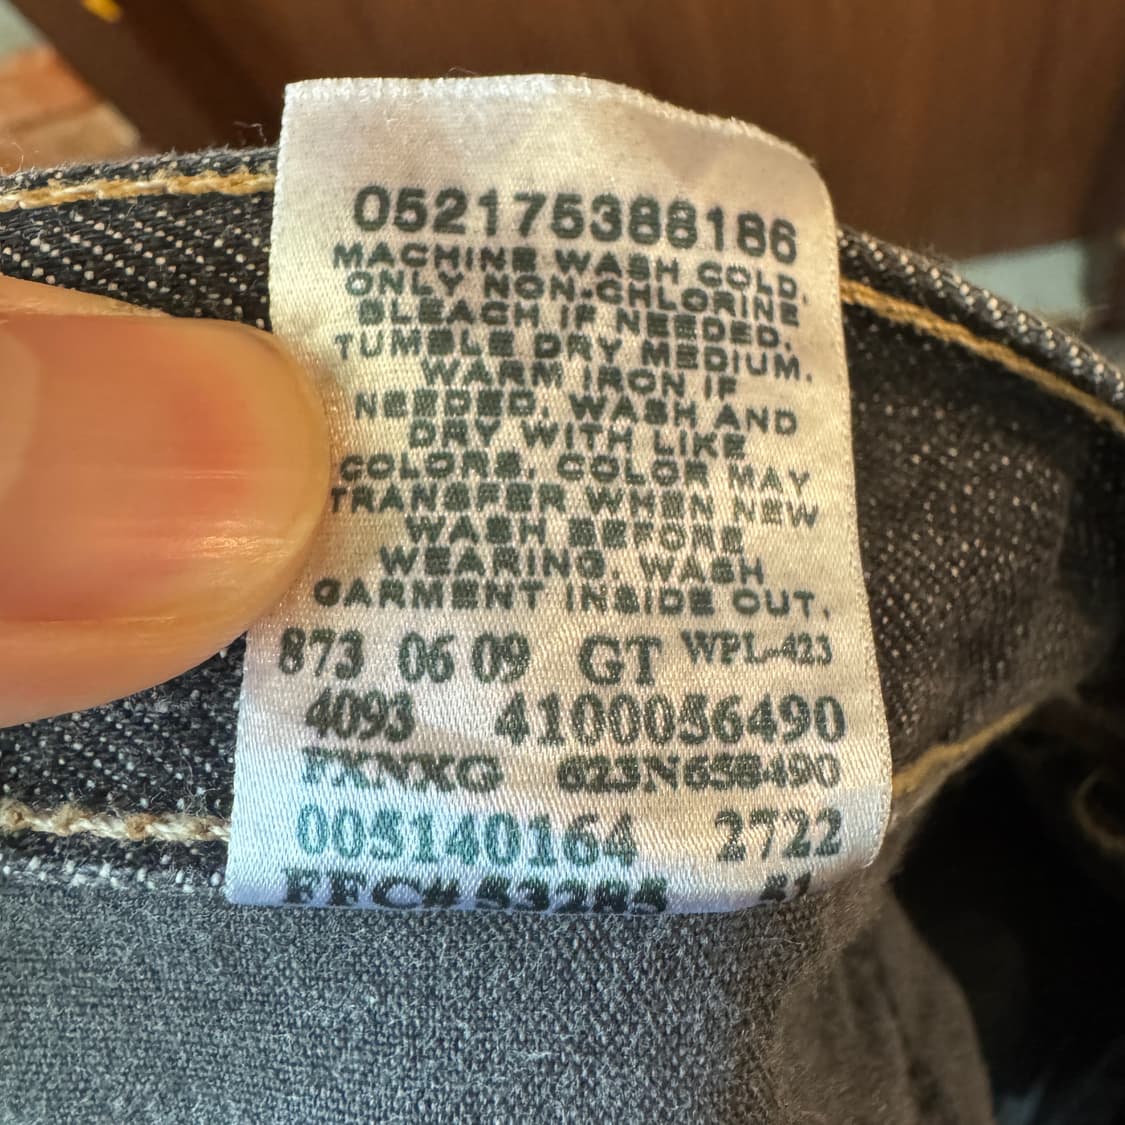 052175388186
MACHINE WASH COLD.
ONLY NON-CHLORINE
BLEACH IF NEEDED.
TUMBLE DRY MEDIUM.
WARM IRON IF
NEEDED. WASH AND
DRY WITH LIKE
COLORS. COLOR MAY
TRANSFER WHEN NEW
WASH BEFORE
WEARING. WASH
GARMENT INSIDE OUT.
873 06 09 GT WPL-423
4093 4100056490
623N658490
005140164 2722